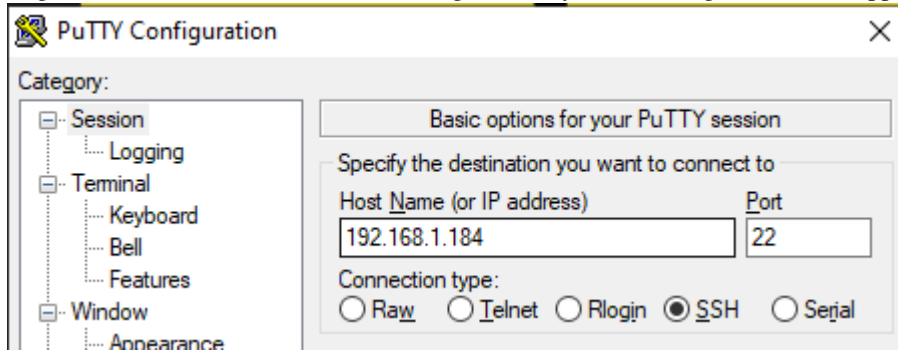 PuTTY Configuration
Category:
Session
Logging
Terminal
Keyboard
Bell
Features
Window
Appearance
Basic options for your PuTTY session
Specify the destination you want to connect to
Host Name (or IP address) Port
192.168.1.184 22
Connection type:
Raw Telnet Rlogin SSH Serial